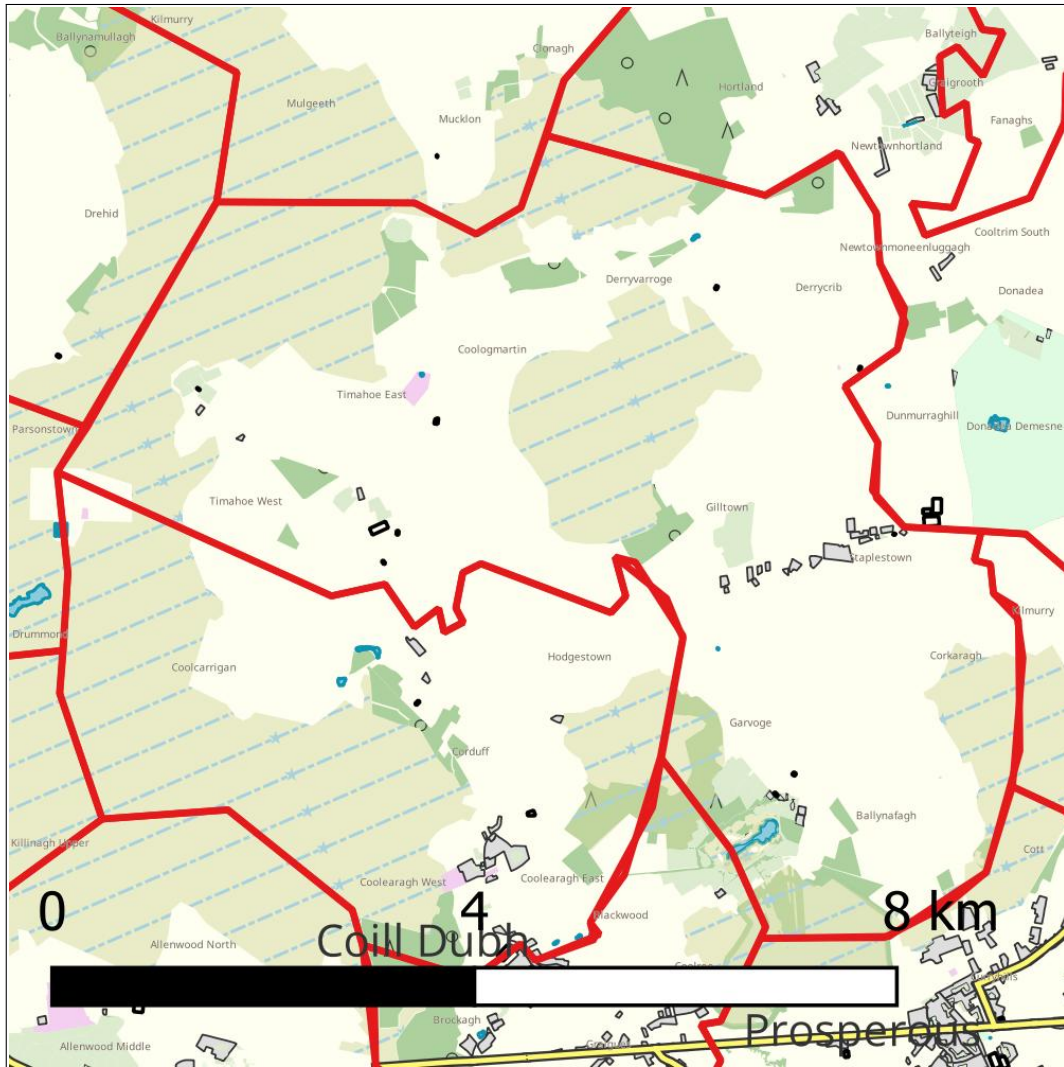 Kilmurry
Ballynamullagh
Clonagh
Ballyteigh
Hortland
Graigrooth
Mulgeeth
Mucklon
Fanaghs
Newtownhortland
Drehid
Cooltrim South
Newtownmoneenluggagh
Derryvarroge
Derrycrib
Donadea
Coologmartin
Timahoe East
Dunmurraghill
Donadea Demesne
Parsonstown
Timahoe West
Gilltown
Staplestown
Kilmurry
Drummond
Hodgestown
Corkaragh
Coolcarrigan
Garvoge
Corduff
Ballynafagh
Killinagh Upper
Cott
Coolearagh West
Coolearagh East
0 4 8 km
Blackwood
Allenwood North
Coill Dubh
Brockagh
Prosperous
Allenwood Middle